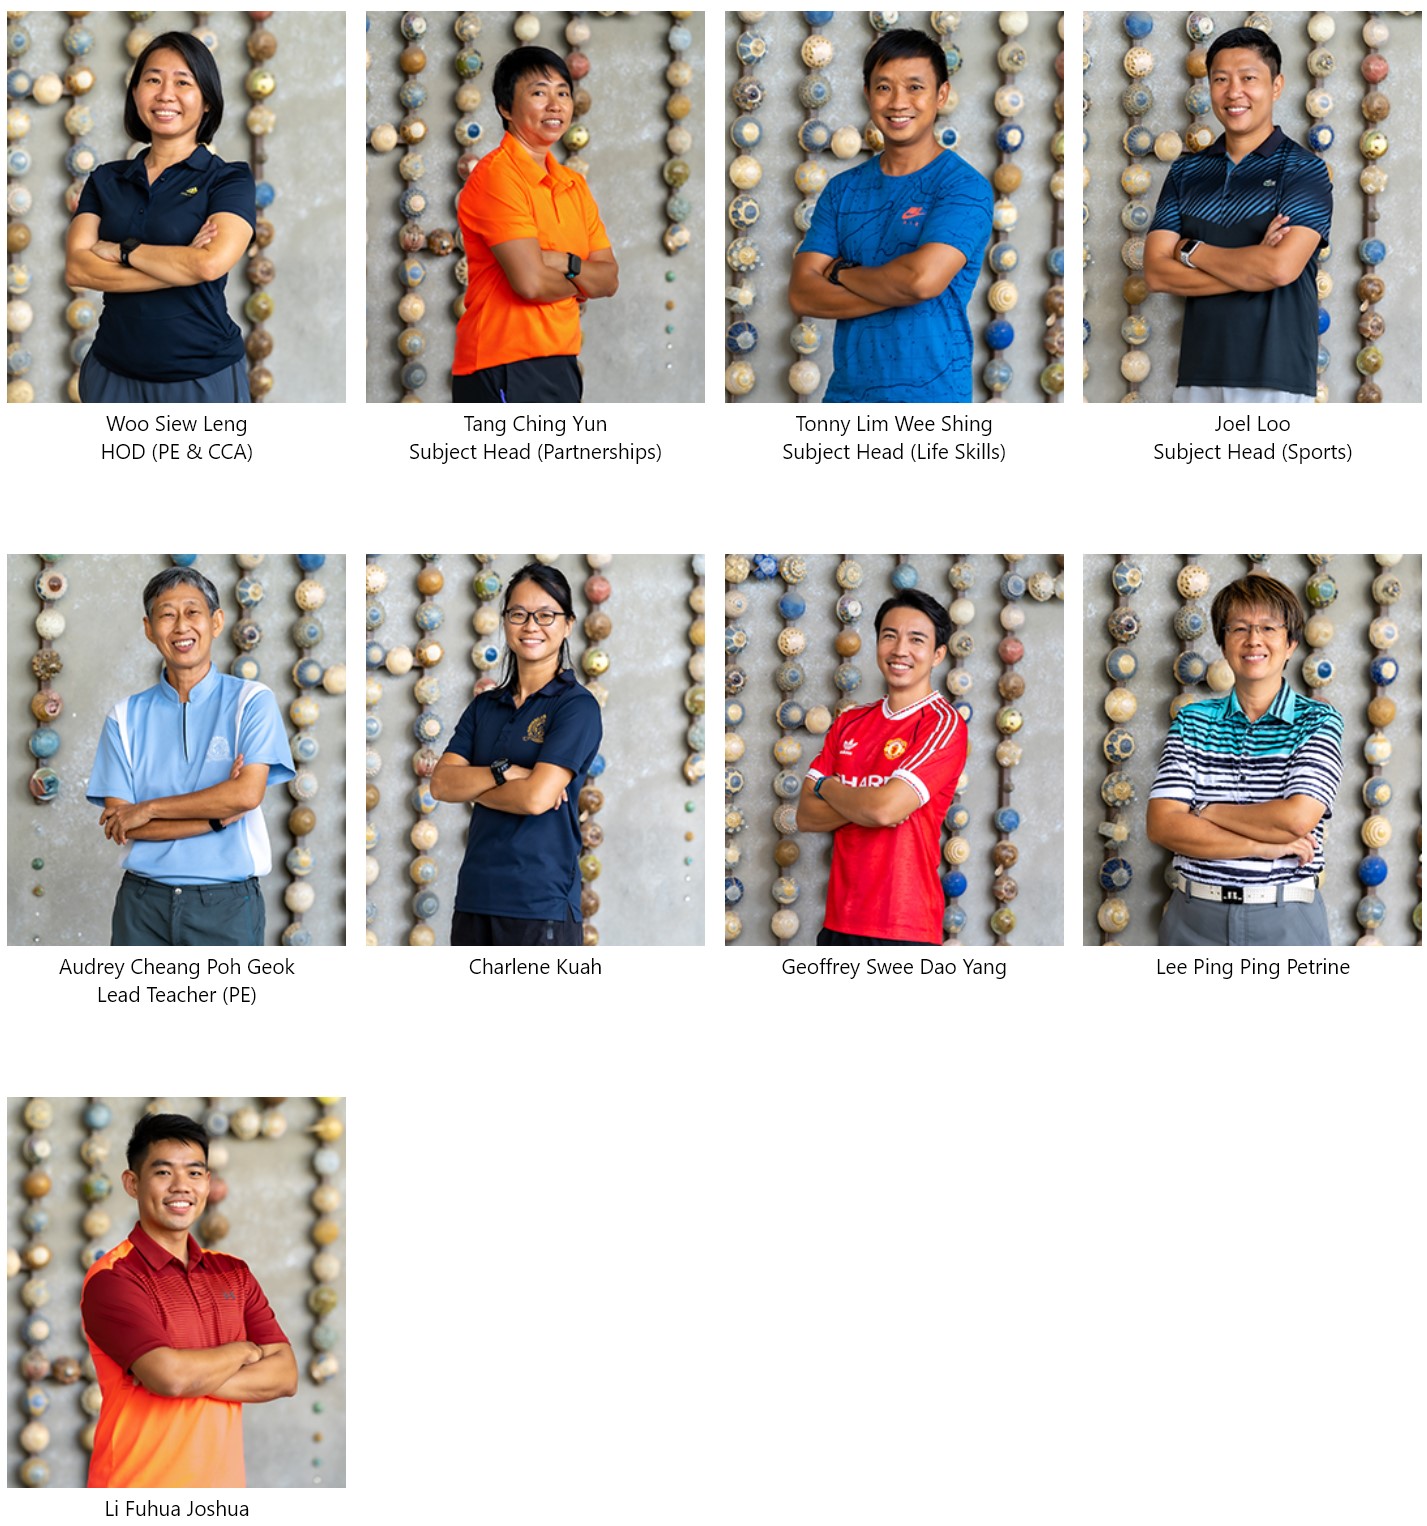 Woo Siew Leng
HOD (PE & CCA)
Tang Ching Yun
Subject Head (Partnerships)
Tonny Lim Wee Shing
Subject Head (Life Skills)
Joel Loo
Subject Head (Sports)
Audrey Cheang Poh Geok
Lead Teacher (PE)
Charlene Kuah
Geoffrey Swee Dao Yang
SHARP
Lee Ping Ping Petrine
Li Fuhua Joshua